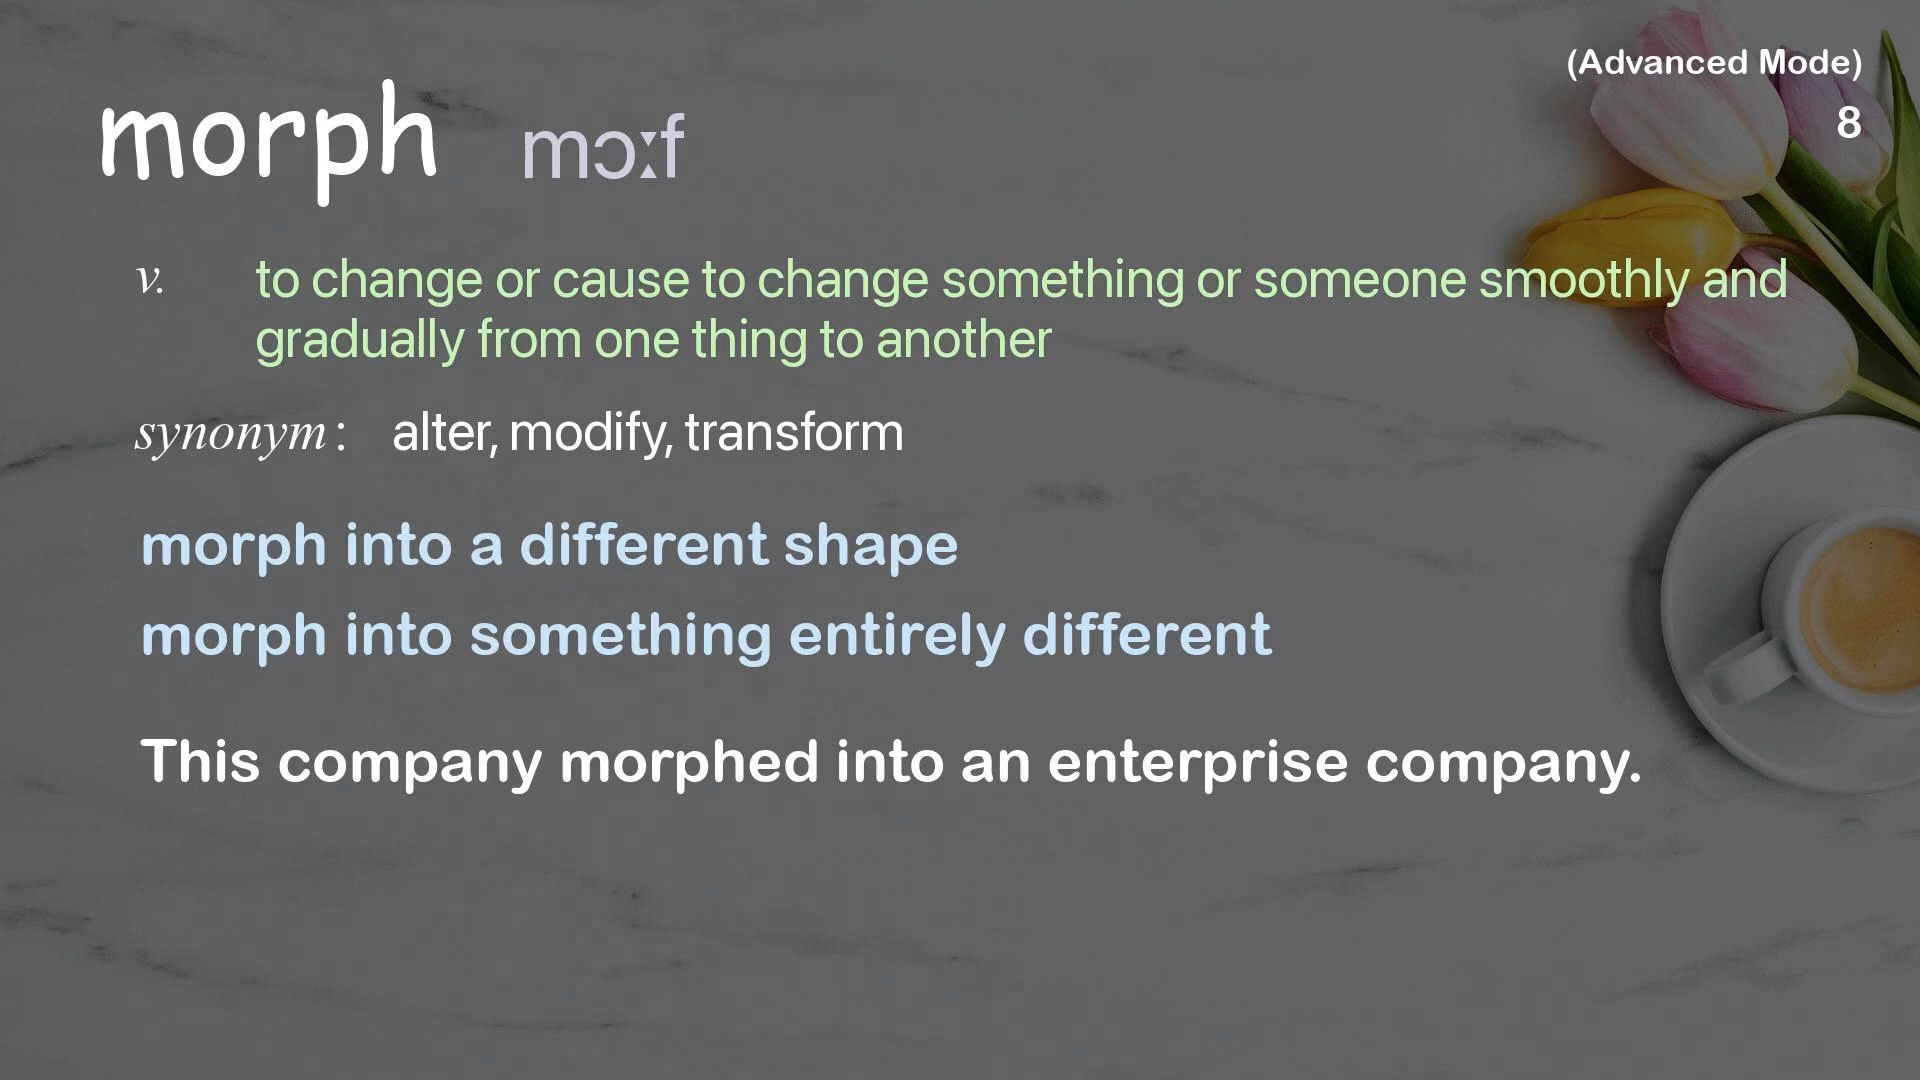 (Advanced Mode)
8
morph mɔːf
v. to change or cause to change something or someone smoothly and
gradually from one thing to another
synonym : alter, modify, transform
morph into a different shape
morph into something entirely different
This company morphed into an enterprise company.